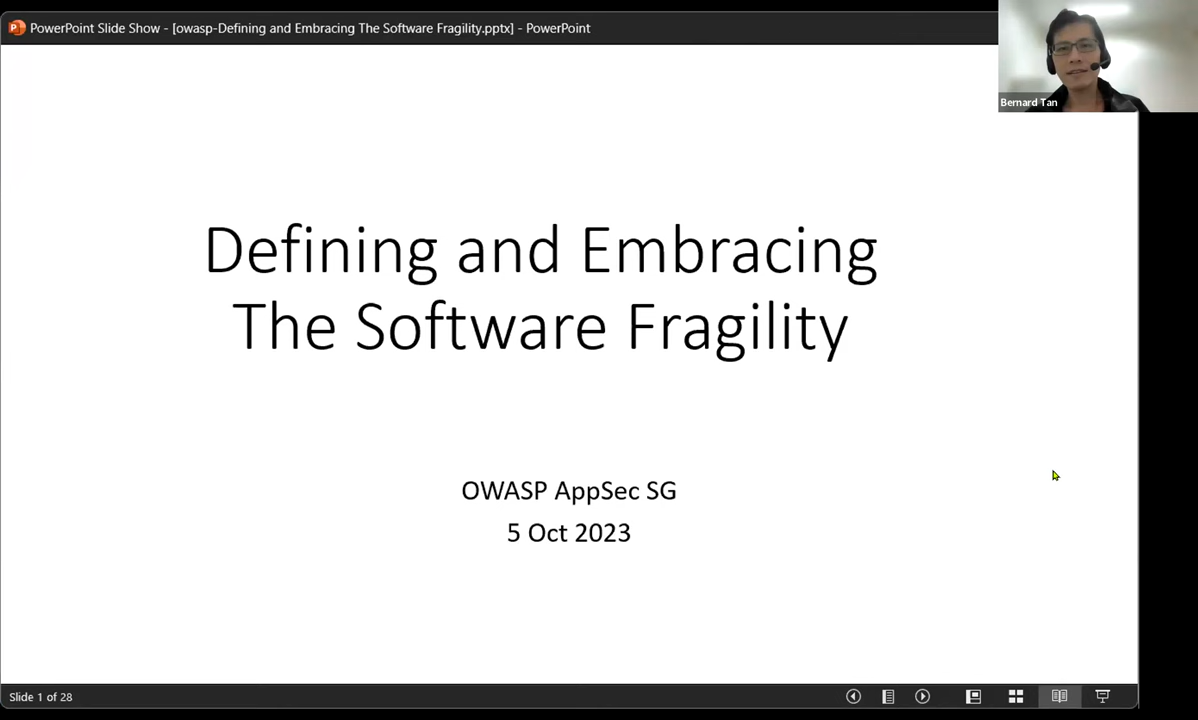 PowerPoint Slide Show - [owasp-Defining and Embracing The Software Fragility.pptx] - PowerPoint
Bernard Tan
Defining and Embracing
The Software Fragility
OWASP AppSec SG
5 Oct 2023
Slide 1 of 28